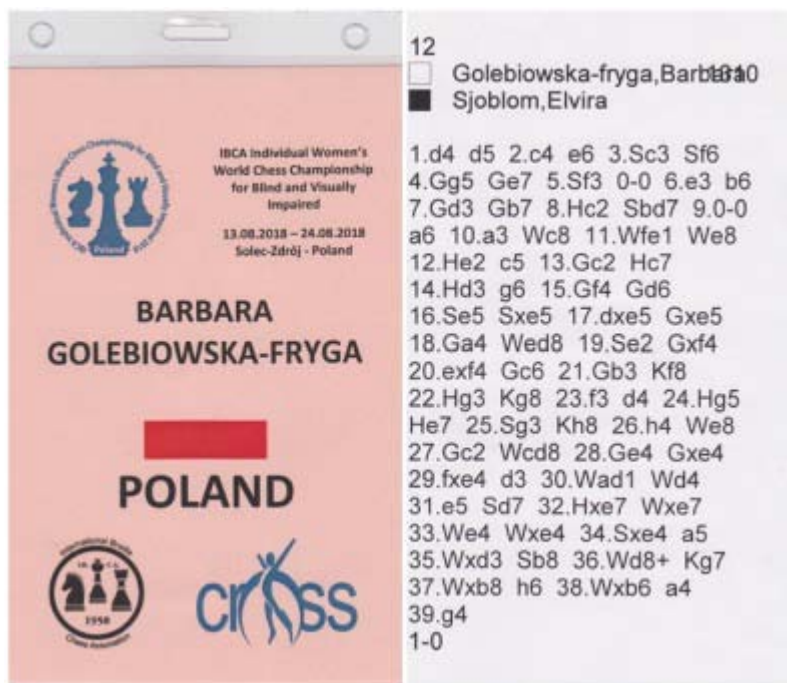 IBCA Individual Women's
World Chess Championship
for Blind and Visually
Impaired
13.08.2018 – 24.08.2018
Solec-Zdrój - Poland
Poland
BARBARA
GOLEBIOWSKA-FRYGA
POLAND
International Braille
I B C A
1958
Chess Association
CROSS
12
Golebiowska-fryga,Barbara
Sjoblom,Elvira
1.d4 d5 2.c4 e6 3.Sc3 Sf6
4.Gg5 Ge7 5.Sf3 0-0 6.e3 b6
7.Gd3 Gb7 8.Hc2 Sbd7 9.0-0
a6 10.a3 Wc8 11.Wfe1 We8
12.He2 c5 13.Gc2 Hc7
14.Hd3 g6 15.Gf4 Gd6
16.Se5 Sxe5 17.dxe5 Gxe5
18.Ga4 Wed8 19.Se2 Gxf4
20.exf4 Gc6 21.Gb3 Kf8
22.Hg3 Kg8 23.f3 d4 24.Hg5
He7 25.Sg3 Kh8 26.h4 We8
27.Gc2 Wcd8 28.Ge4 Gxe4
29.fxe4 d3 30.Wad1 Wd4
31.e5 Sd7 32.Hxe7 Wxe7
33.We4 Wxe4 34.Sxe4 a5
35.Wxd3 Sb8 36.Wd8+ Kg7
37.Wxb8 h6 38.Wxb6 a4
39.g4
1-0